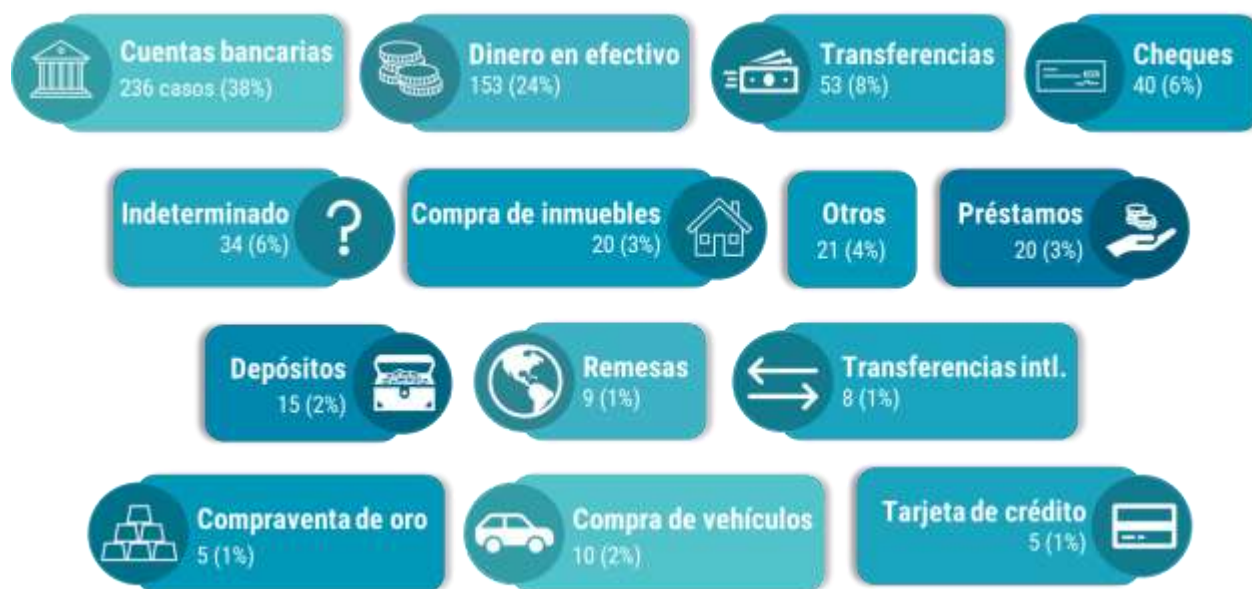 Cuentas bancarias
236 casos (38%)
Dinero en efectivo
153 (24%)
Transferencias
53 (8%)
Cheques
40 (6%)
Indeterminado
34 (6%)
?
Compra de inmuebles
20 (3%)
Otros
21 (4%)
Préstamos
20 (3%)
Depósitos
15 (2%)
Remesas
9 (1%)
Transferencias intl.
8 (1%)
Compraventa de oro
5 (1%)
Compra de vehículos
10 (2%)
Tarjeta de crédito
5 (1%)